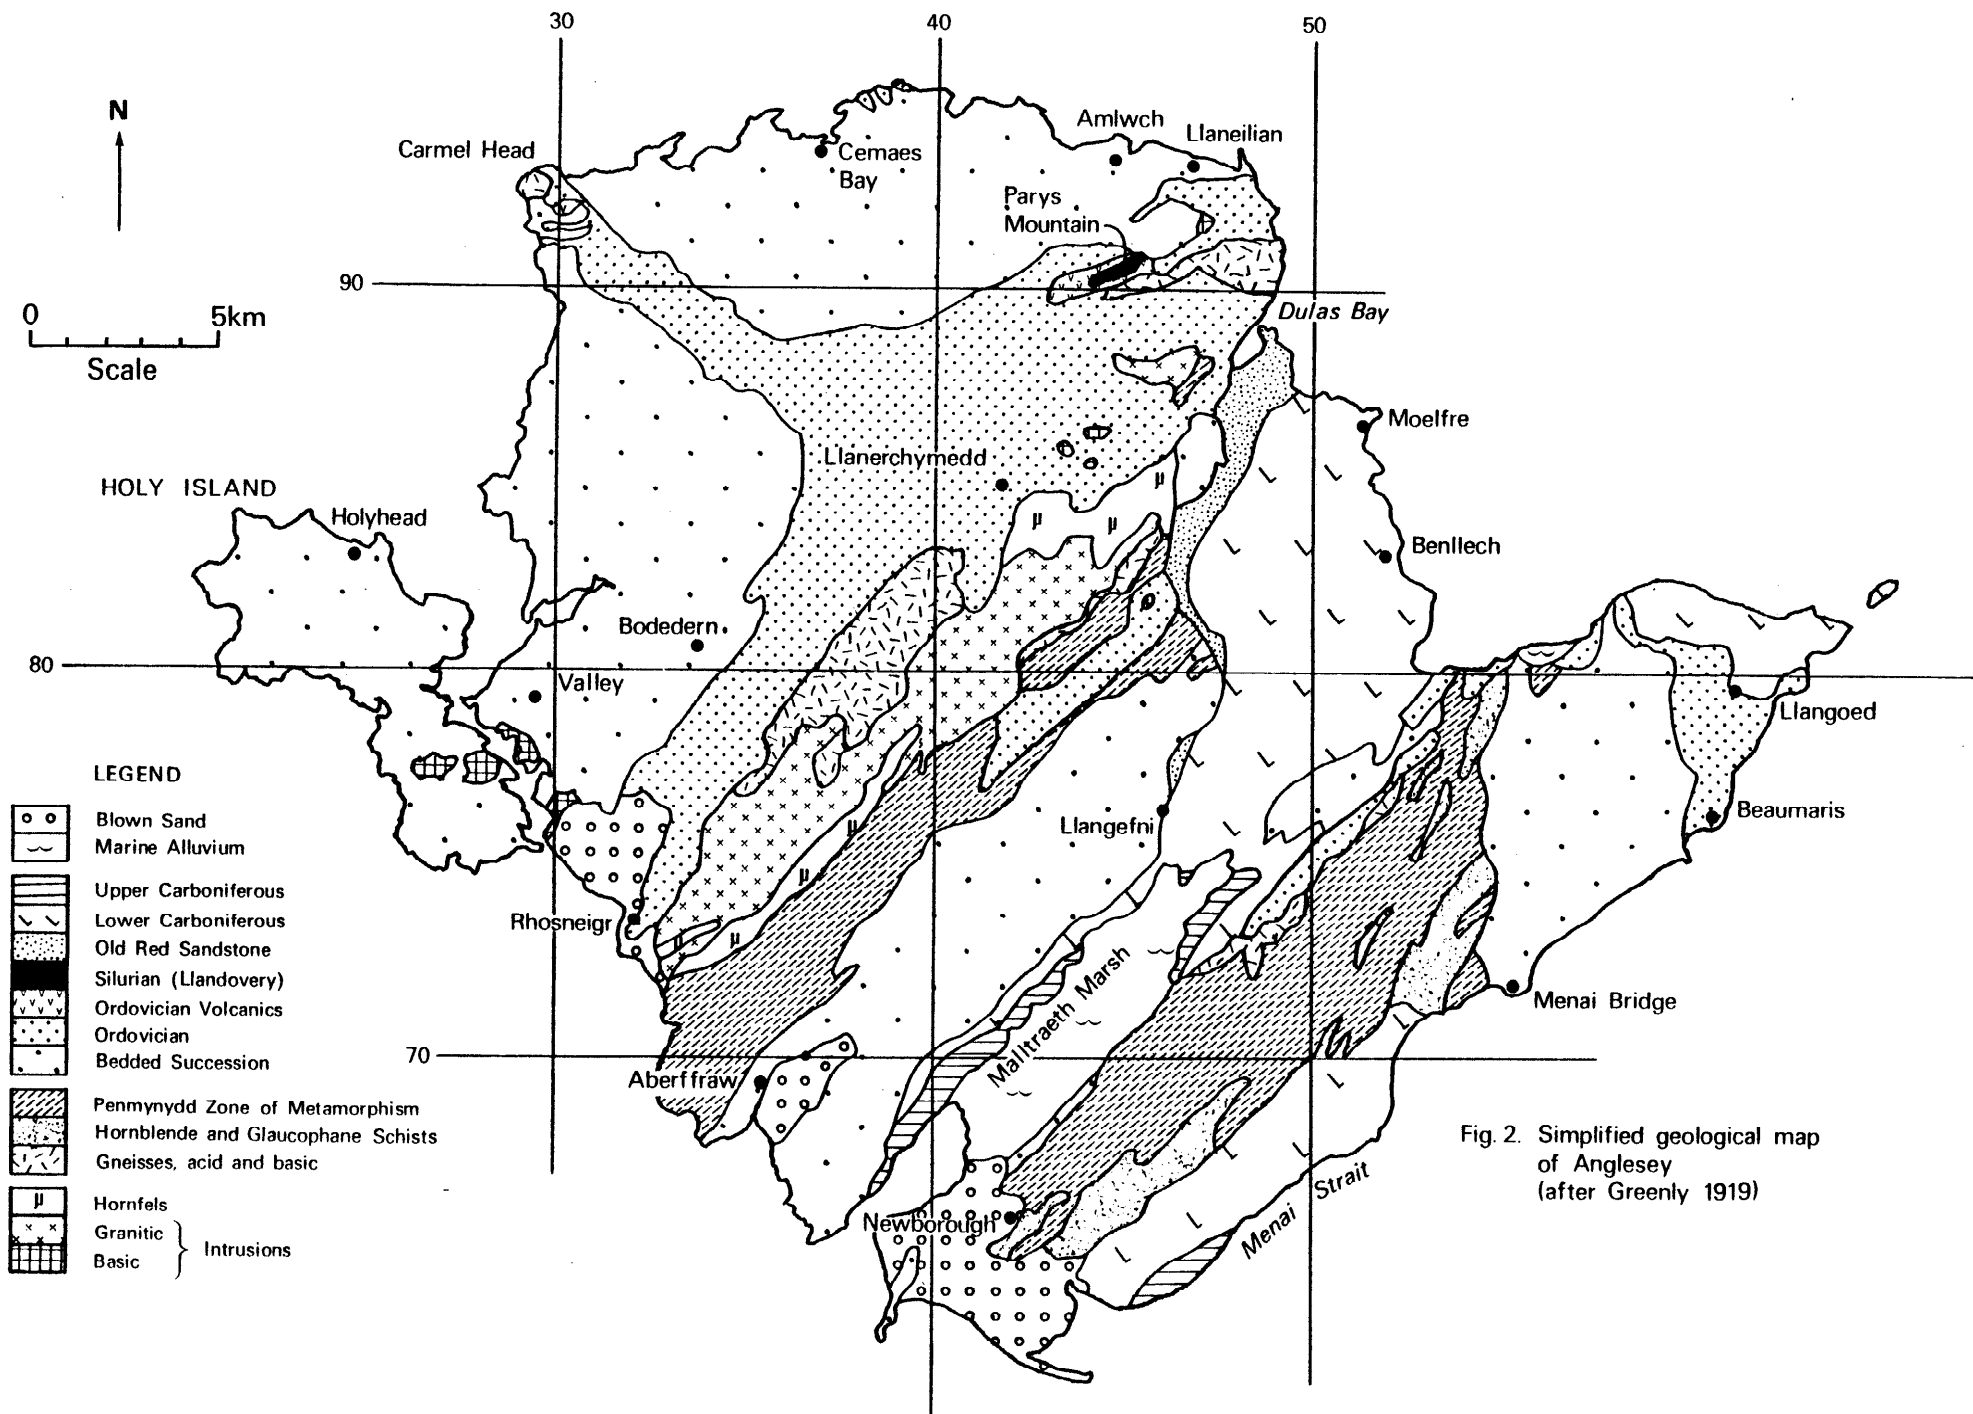 30
40
50
N
Amlwch
Llaneilian
Carmel Head
Cemaes
Bay
Parys
Mountain
90
0
5km
Scale
Dulas Bay
Moelfre
Llanerchymedd
HOLY ISLAND
Holyhead
Benllech
Bodedern
80
Valley
Llangoed
LEGEND
Blown Sand
Marine Alluvium
Upper Carboniferous
Lower Carboniferous
Old Red Sandstone
Silurian (Llandovery)
Ordovician Volcanics
Ordovician
Bedded Succession
Penmynydd Zone of Metamorphism
Hornblende and Glaucophane Schists
Gneisses, acid and basic
μ Hornfels
Granitic
Basic
Intrusions
μ
μ
μ
μ
μ
μ
μ
Llangefni
Beaumaris
Rhosneigr
Malltraeth Marsh
Menai Bridge
70
Aberffraw
Newborough
Menai Strait
Fig. 2. Simplified geological map
of Anglesey
(after Greenly 1919)